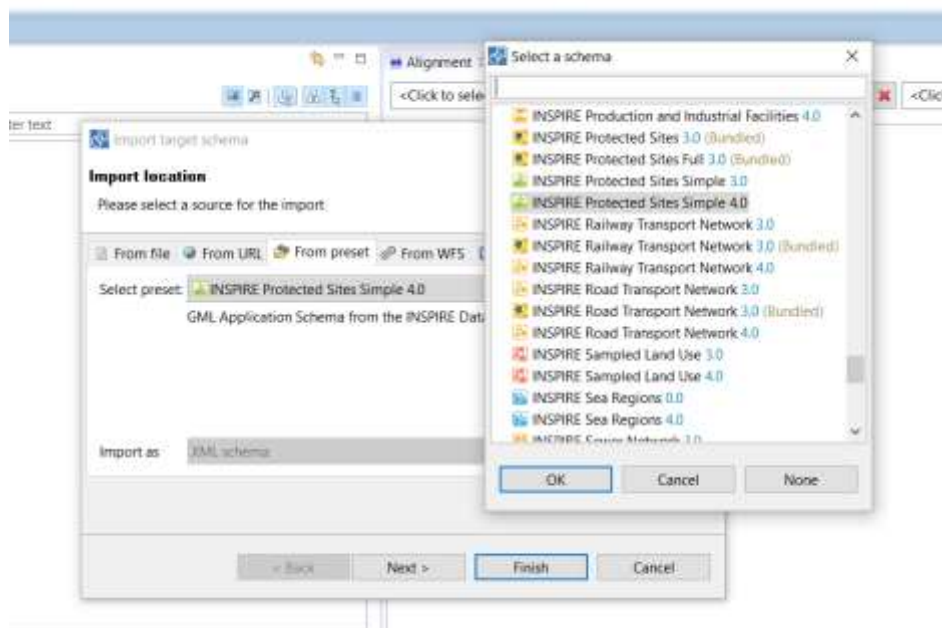 Alignment
<Click to sele
<Clic
ter text
Import target schema
Import location
Please select a source for the import
From file
From URL
From preset
From WFS
Select preset:
INSPIRE Protected Sites Simple 4.0
GML Application Schema from the INSPIRE Data
Import as
XML schema
< Back
Next >
Finish
Cancel
Select a schema
INSPIRE Production and Industrial Facilities 4.0
INSPIRE Protected Sites 3.0 (Bundled)
INSPIRE Protected Sites Full 3.0 (Bundled)
INSPIRE Protected Sites Simple 3.0
INSPIRE Protected Sites Simple 4.0
INSPIRE Railway Transport Network 3.0
INSPIRE Railway Transport Network 3.0 (Bundled)
INSPIRE Railway Transport Network 4.0
INSPIRE Road Transport Network 3.0
INSPIRE Road Transport Network 3.0 (Bundled)
INSPIRE Road Transport Network 4.0
INSPIRE Sampled Land Use 3.0
INSPIRE Sampled Land Use 4.0
INSPIRE Sea Regions 0.0
INSPIRE Sea Regions 4.0
INSPIRE Sewer Network 3.0
OK
Cancel
None